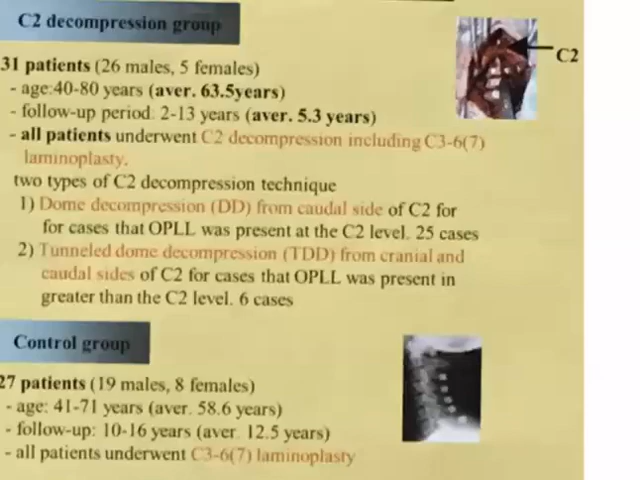 C2 decompression group
C2
31 patients (26 males, 5 females)
- age:40-80 years (aver. 63.5years)
- follow-up period. 2-13 years (aver. 5.3 years)
- all patients underwent C2 decompression including C3-6(7)
laminoplasty.
two types of C2 decompression technique
1) Dome decompression (DD) from caudal side of C2 for
for cases that OPLL was present at the C2 level. 25 cases
2) Tunneled dome decompression (TDD) from cranial and
caudal sides of C2 for cases that OPLL was present in
greater than the C2 level. 6 cases
Control group
27 patients (19 males, 8 females)
- age: 41-71 years (aver. 58.6 years)
- follow-up: 10-16 years (aver. 12.5 years)
- all patients underwent C3-6(7) laminoplasty